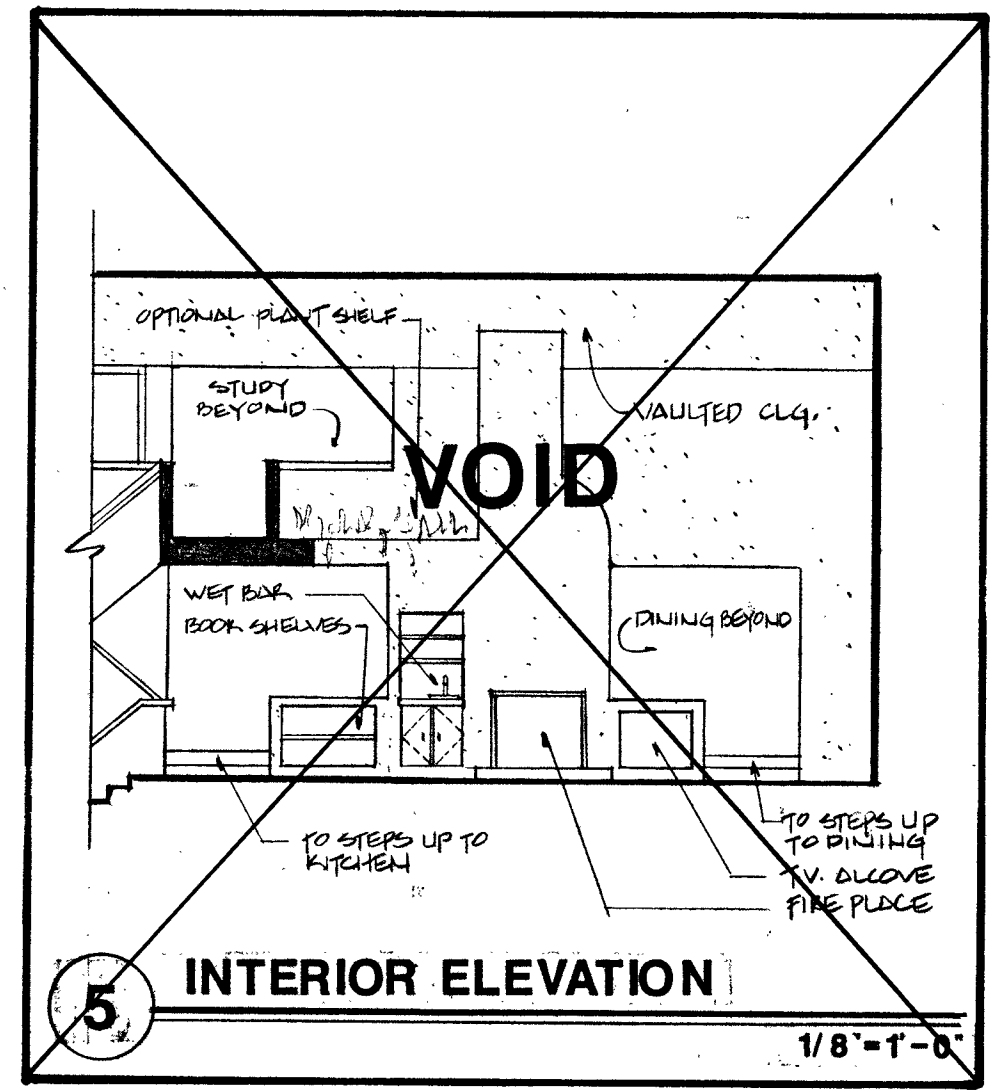 OPTIONAL PLANT SHELF
STUDY
BEYOND
VAULTED CLG.
VOID
WET BAR
BOOK SHELVES
DINING BEYOND
TO STEPS UP TO
KITCHEN
TO STEPS UP
TO DINING
T.V. ALCOVE
FIRE PLACE
5
INTERIOR ELEVATION
1/8"=1'-0"